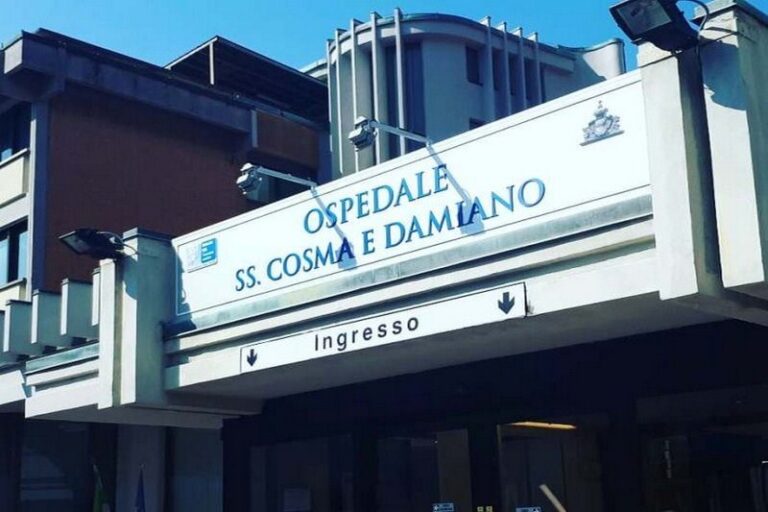 OSPEDALE
SS. COSMA E DAMIANO
Ingresso